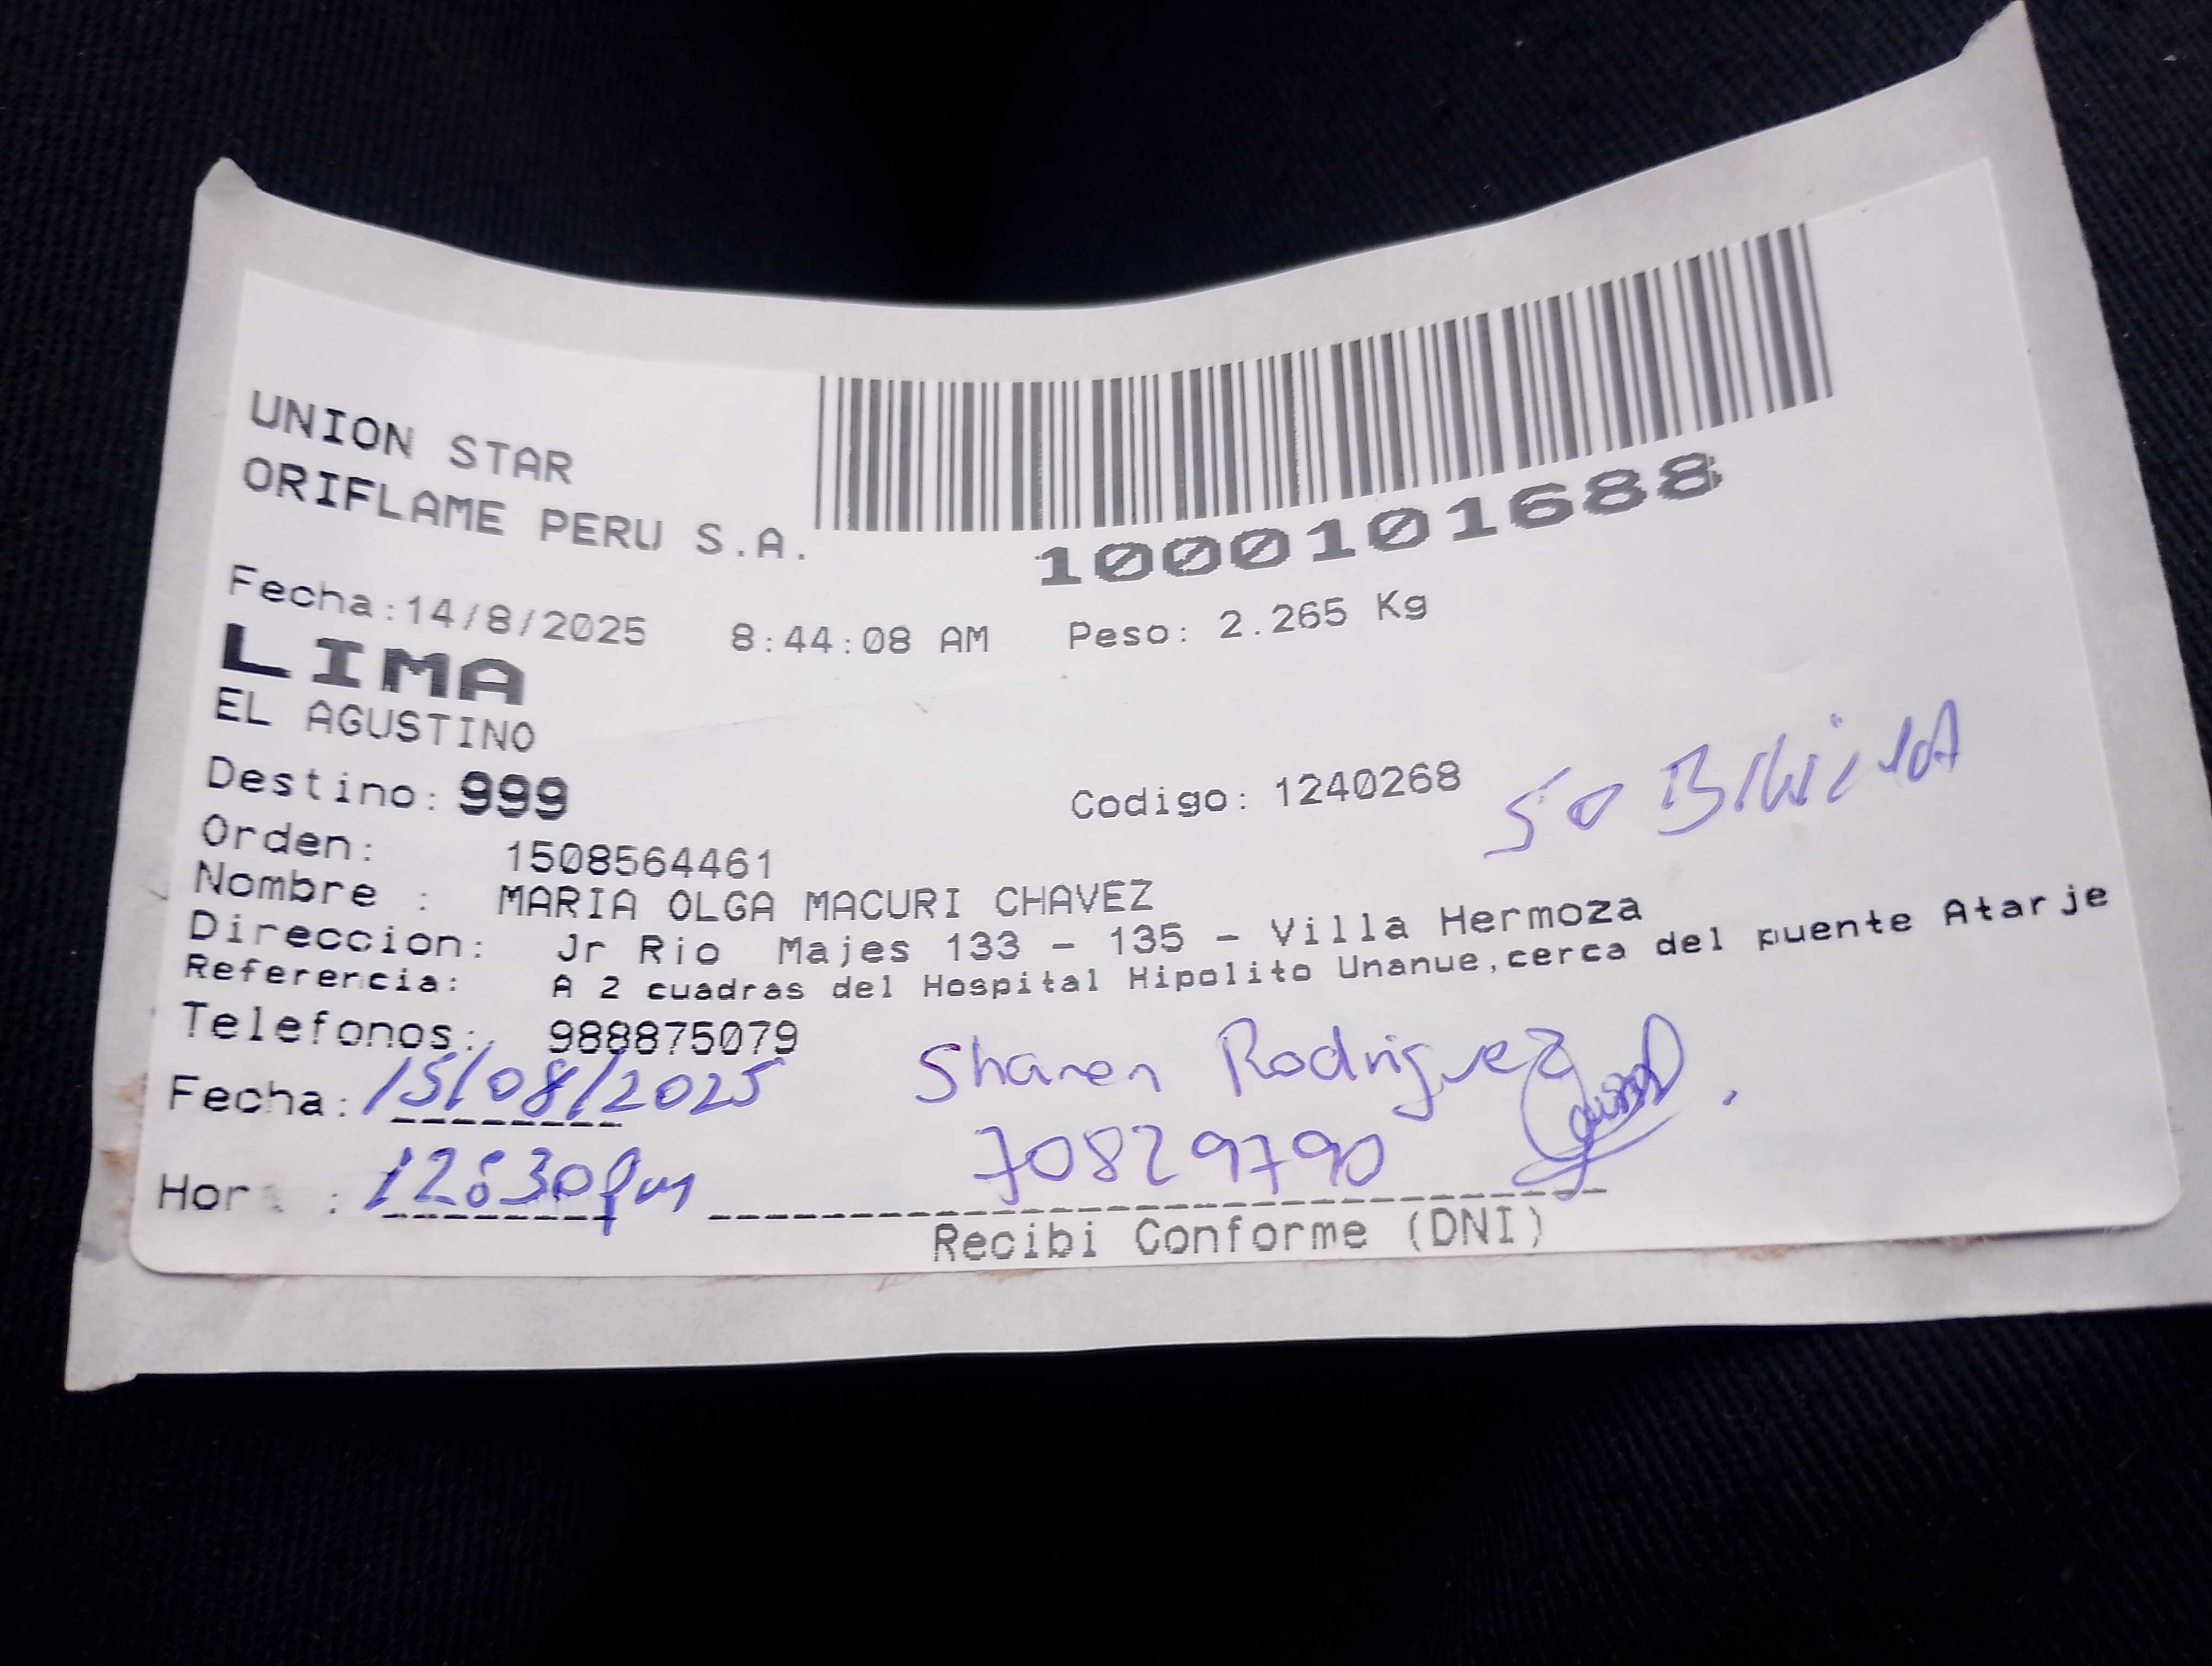 UNION STAR
ORIFLAME PERU S.A.
1000101688
Fecha:14/8/2025 8:44:08 AM Peso: 2.265 Kg
LIMA
EL AGUSTINO
Destino: 999 Codigo: 1240268
SOBRINA
Orden: 1508564461
Nombre : MARIA OLGA MACURI CHAVEZ
Direccion: Jr Rio Majes 133 - 135 - Villa Hermoza
Referencia: A 2 cuadras del Hospital Hipolito Unanue,cerca del puente Atarje
Telefonos: 988875079
Sharen Rodriguez
Fecha: 15/08/2025
70829790
Hor : 12:30pm
Recibi Conforme (DNI)